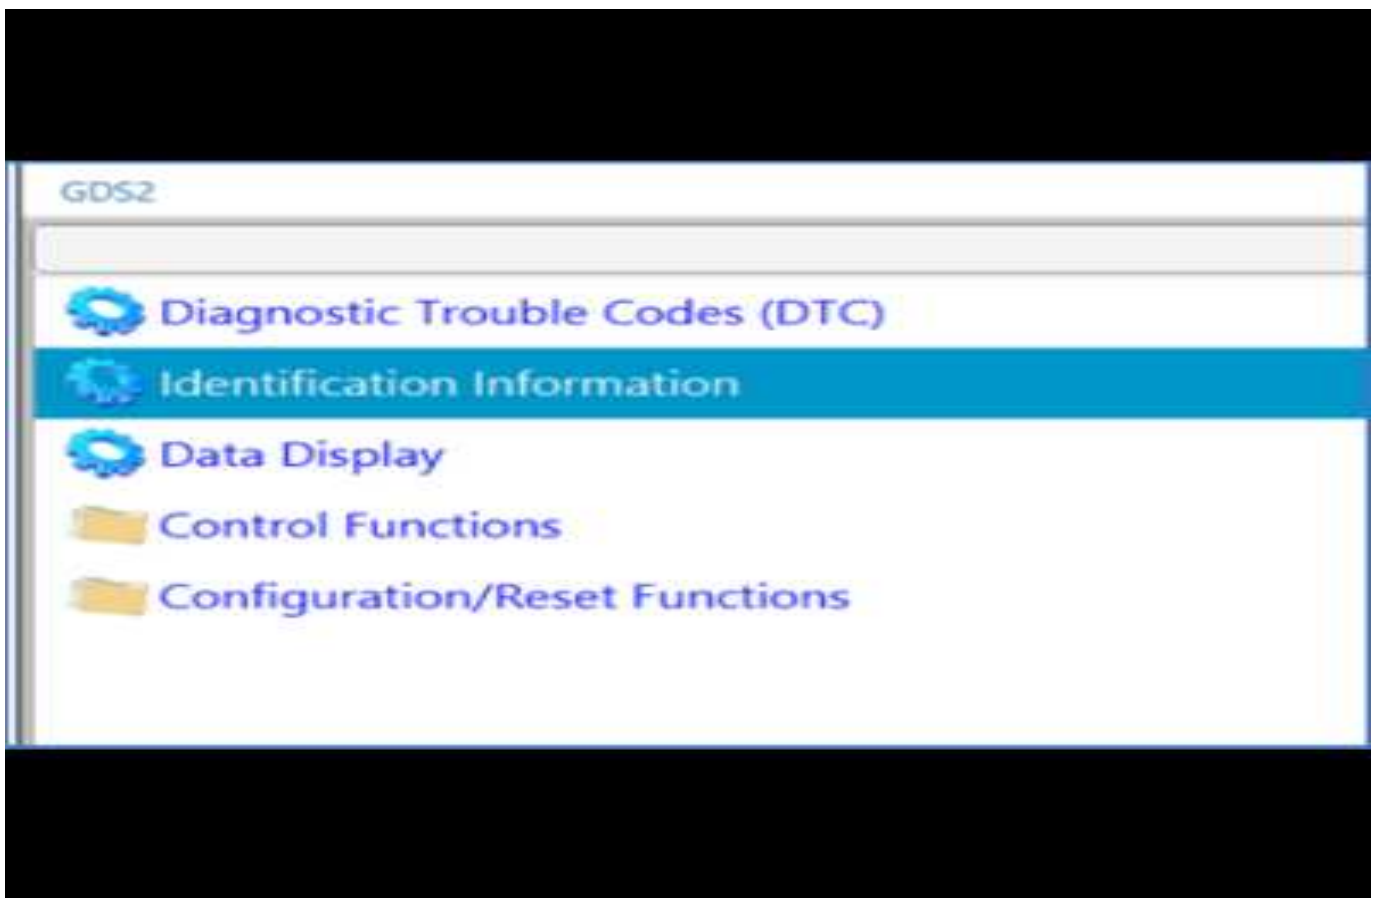 GDS2
Diagnostic Trouble Codes (DTC)
Identification Information
Data Display
Control Functions
Configuration/Reset Functions